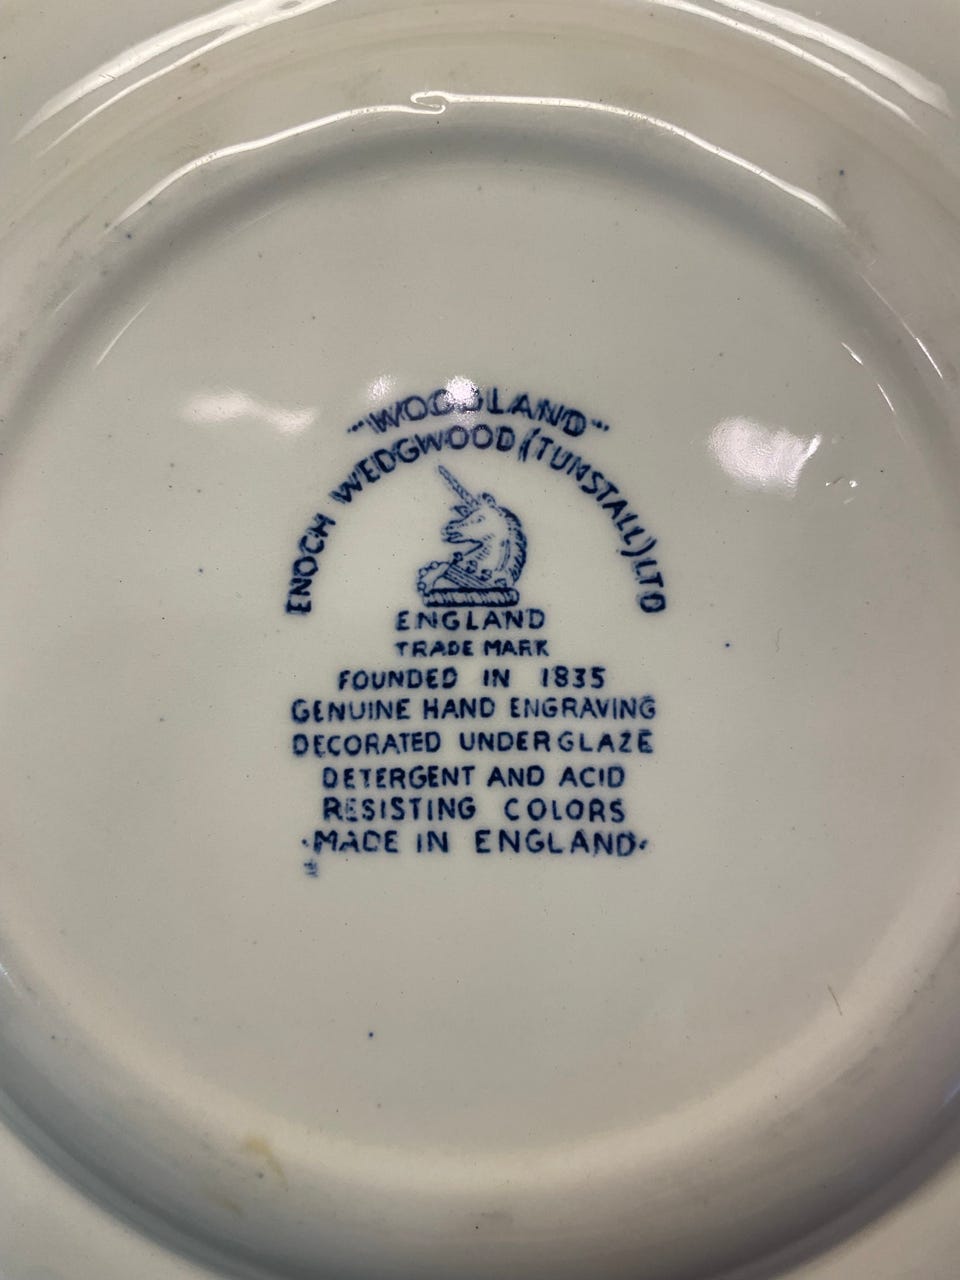 "WOODLAND"
ENOCH WEDGWOOD (TUNSTALL) LTD
ENGLAND
TRADE MARK
FOUNDED IN 1835
GENUINE HAND ENGRAVING
DECORATED UNDERGLAZE
DETERGENT AND ACID
RESISTING COLORS
·MADE IN ENGLAND·